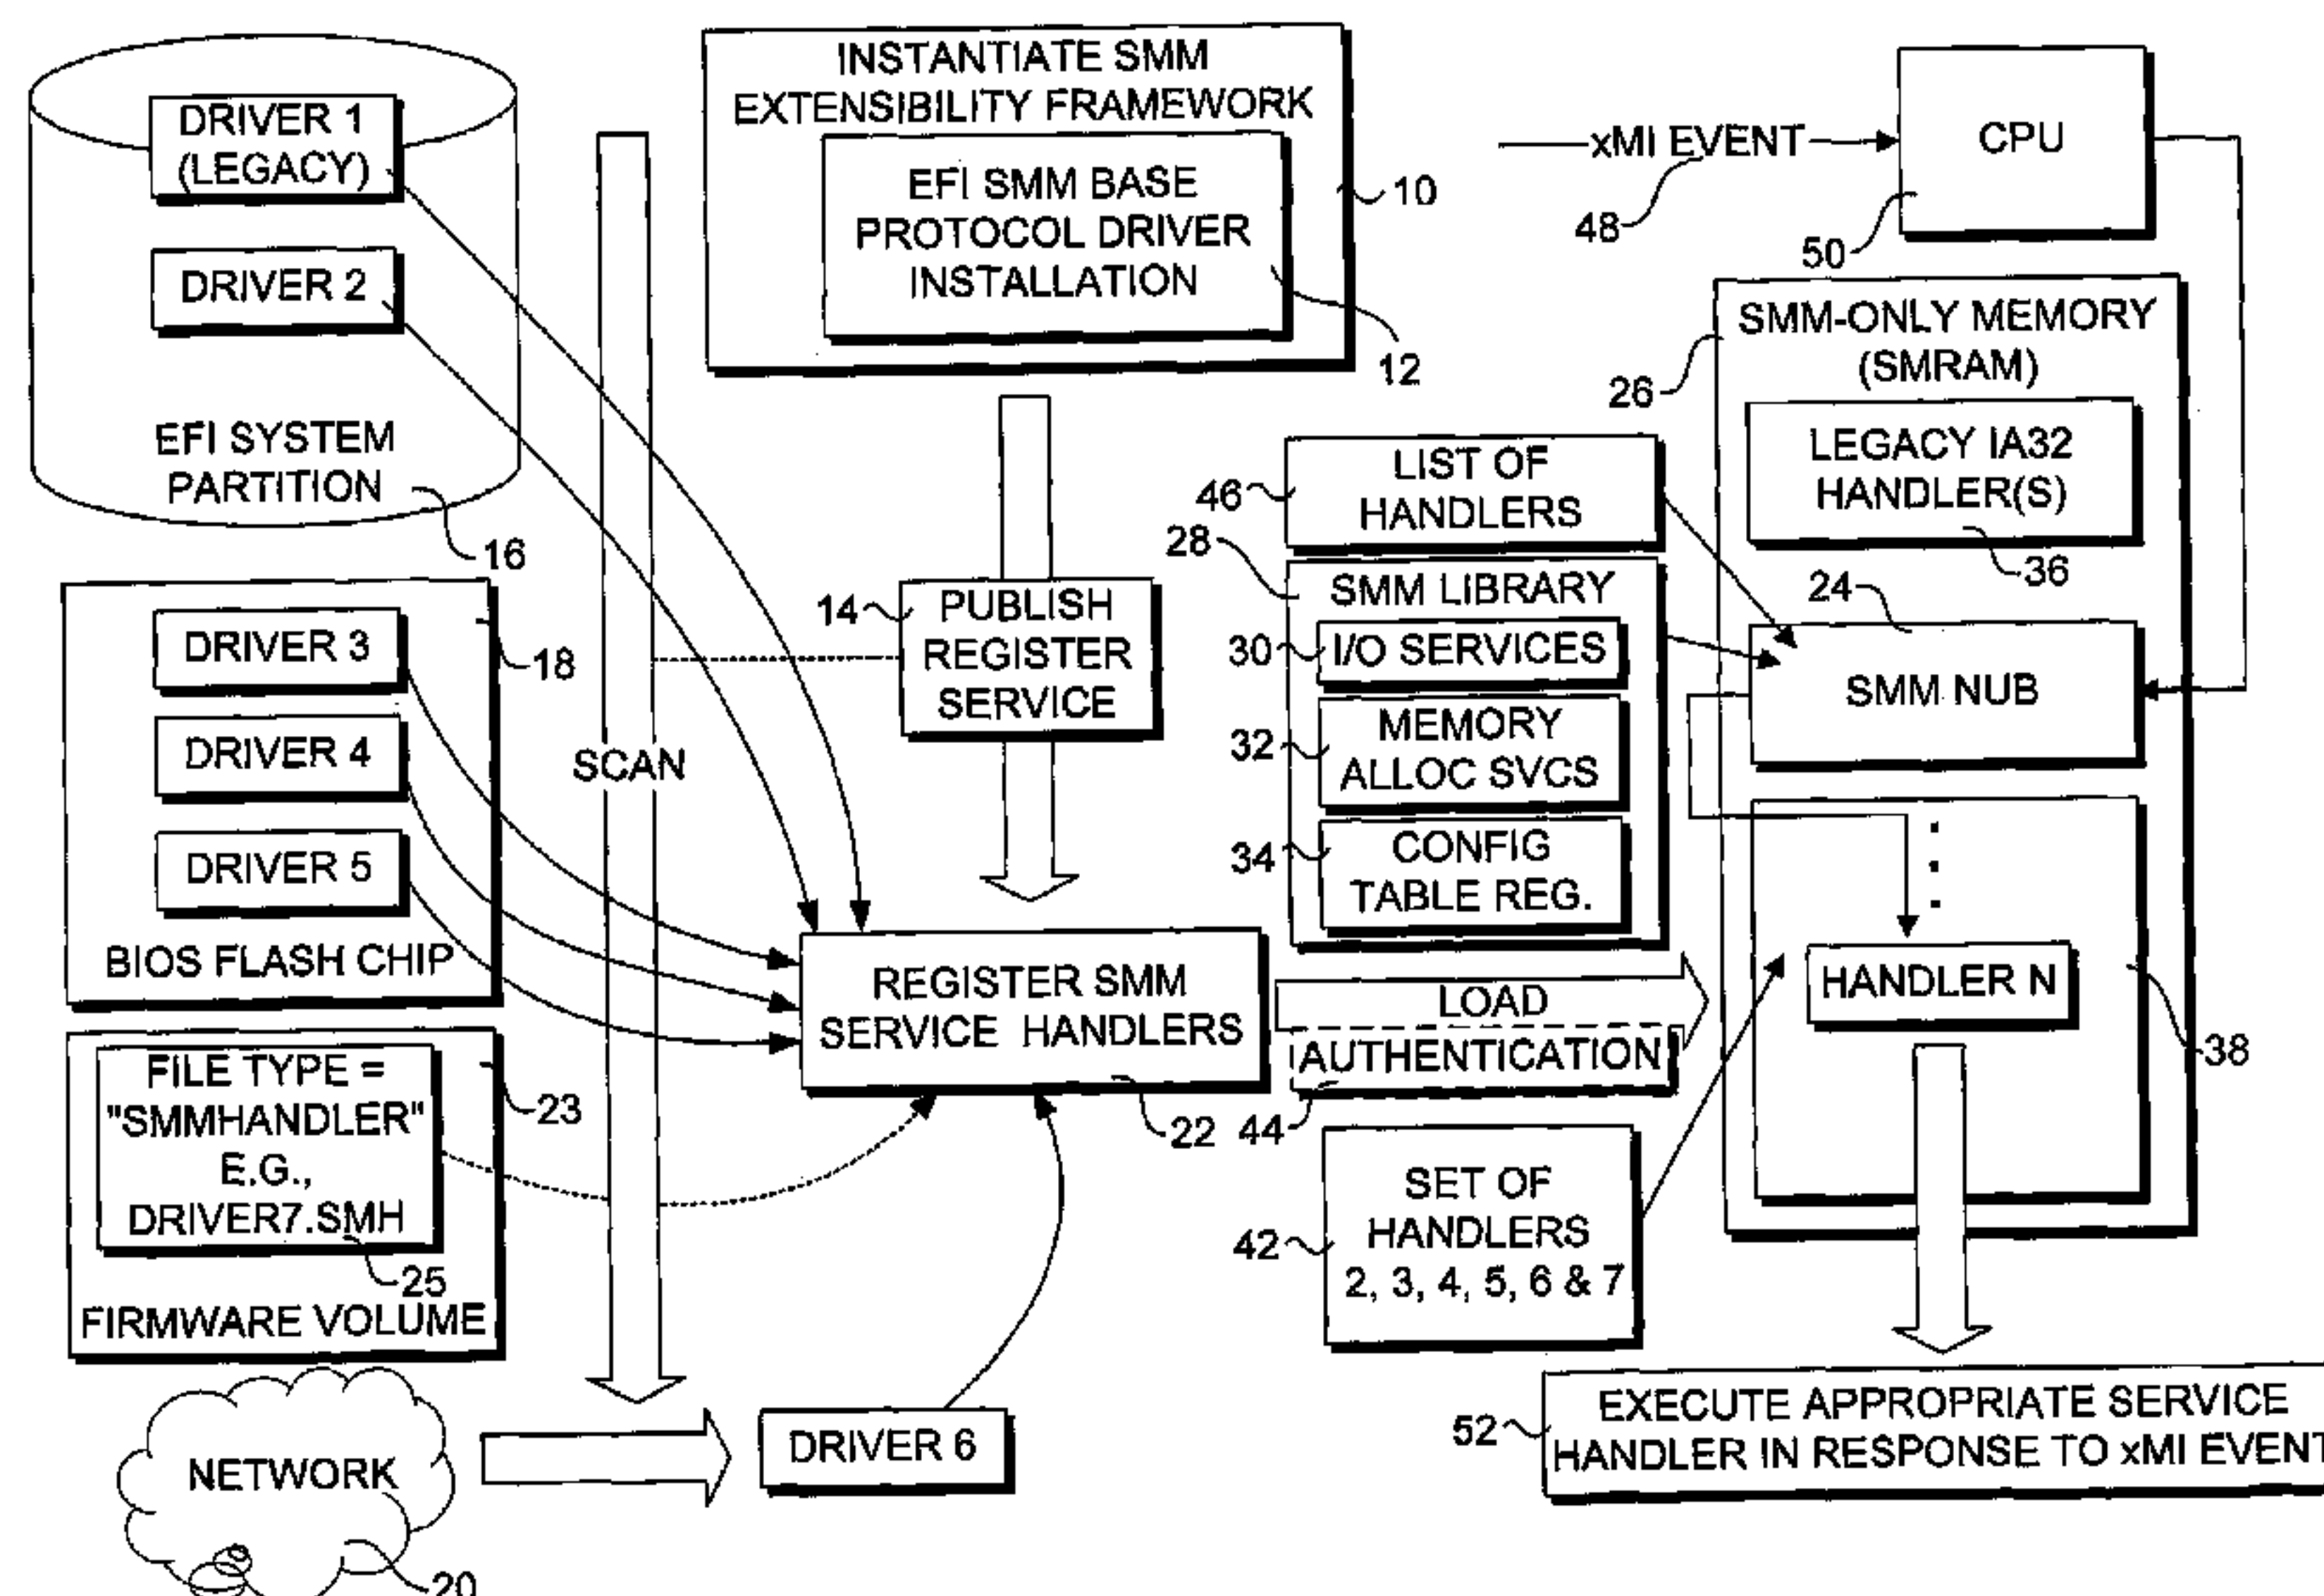 DRIVER 1
(LEGACY)
DRIVER 2
EFI SYSTEM
PARTITION
16
DRIVER 3
18
DRIVER 4
DRIVER 5
BIOS FLASH CHIP
FILE TYPE =
"SMMHANDLER"
E.G.,
DRIVER7.SMH
23
25
FIRMWARE VOLUME
NETWORK
20
SCAN
INSTANTIATE SMM
EXTENSIBILITY FRAMEWORK
EFI SMM BASE
PROTOCOL DRIVER
INSTALLATION
10
12
14
PUBLISH
REGISTER
SERVICE
REGISTER SMM
SERVICE HANDLERS
22
DRIVER 6
LIST OF
HANDLERS
46
28
SMM LIBRARY
30
I/O SERVICES
32
MEMORY
ALLOC SVCS
34
CONFIG
TABLE REG.
LOAD
AUTHENTICATION
44
SET OF
HANDLERS
2, 3, 4, 5, 6 & 7
42
xMI EVENT
48
CPU
50
SMM-ONLY MEMORY
(SMRAM)
26
LEGACY IA32
HANDLER(S)
36
24
SMM NUB
HANDLER N
38
52
EXECUTE APPROPRIATE SERVICE
HANDLER IN RESPONSE TO xMI EVENT